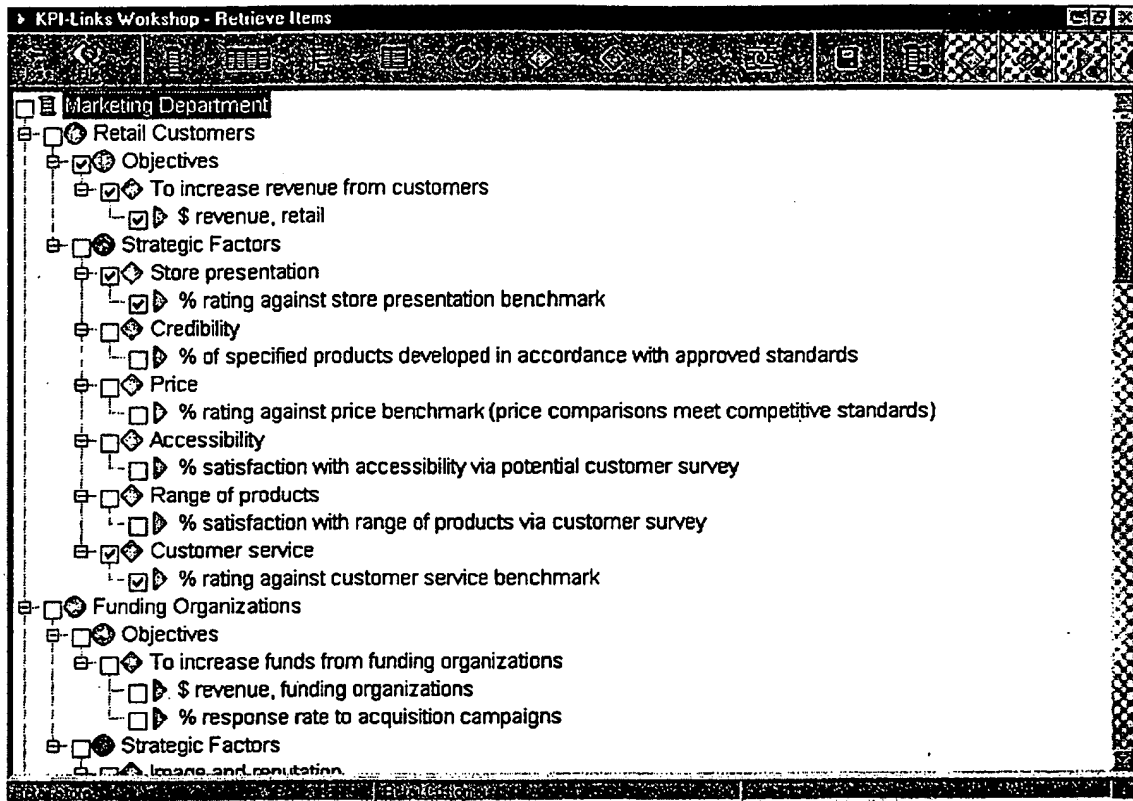 KPI-Links Workshop - Retrieve Items
Marketing Department
Retail Customers
Objectives
To increase revenue from customers
$ revenue, retail
Strategic Factors
Store presentation
% rating against store presentation benchmark
Credibility
% of specified products developed in accordance with approved standards
Price
% rating against price benchmark (price comparisons meet competitive standards)
Accessibility
% satisfaction with accessibility via potential customer survey
Range of products
% satisfaction with range of products via customer survey
Customer service
% rating against customer service benchmark
Funding Organizations
Objectives
To increase funds from funding organizations
$ revenue, funding organizations
% response rate to acquisition campaigns
Strategic Factors
Image and reputation